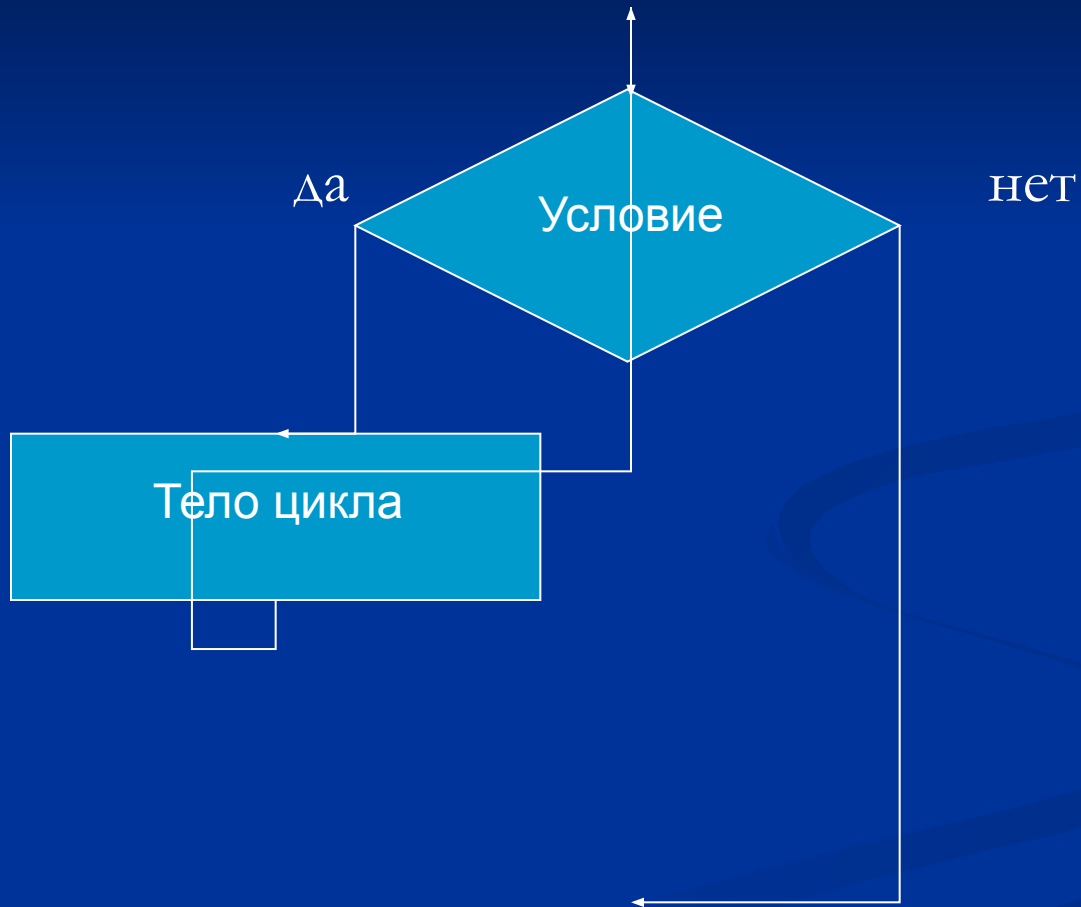 да
нет
Условие
Тело цикла